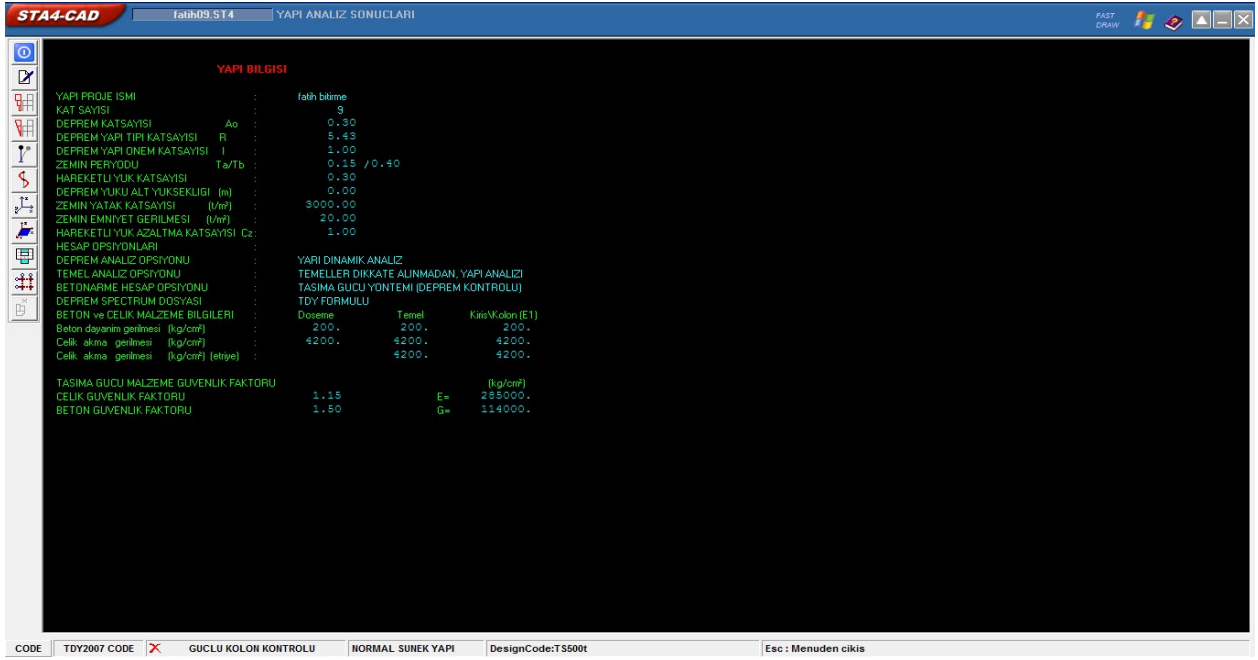 STA4-CAD fatih09.ST4 YAPI ANALIZ SONUCLARI FAST DRAW
YAPI BILGISI
YAPI PROJE ISMI : fatih bitirme
KAT SAYISI : 9
DEPREM KATSAYISI Ao : 0.30
DEPREM YAPI TIPI KATSAYISI R : 5.43
DEPREM YAPI ONEM KATSAYISI I : 1.00
ZEMIN PERYODU Ta/Tb : 0.15 /0.40
HAREKETLI YUK KATSAYISI : 0.30
DEPREM YUKU ALT YUKSEKLIGI (m) : 0.00
ZEMIN YATAK KATSAYISI (t/m³) : 3000.00
ZEMIN EMNIYET GERILMESI (t/m²) : 20.00
HAREKETLI YUK AZALTMA KATSAYISI Cz : 1.00
HESAP OPSIYONLARI :
DEPREM ANALIZ OPSIYONU : YARI DINAMIK ANALIZ
TEMEL ANALIZ OPSIYONU : TEMELLER DIKKATE ALINMADAN, YAPI ANALIZI
BETONARME HESAP OPSIYONU : TASIMA GUCU YONTEMI (DEPREM KONTROLU)
DEPREM SPECTRUM DOSYASI : TDY FORMULU
BETON ve CELIK MALZEME BILGILERI : Doseme Temel Kiris\Kolon (E1)
Beton dayanim gerilmesi (kg/cm²) : 200. 200. 200.
Celik akma gerilmesi (kg/cm²) : 4200. 4200. 4200.
Celik akma gerilmesi (kg/cm²) (etriye) : 4200. 4200.
TASIMA GUCU MALZEME GUVENLIK FAKTORU (kg/cm²)
CELIK GUVENLIK FAKTORU 1.15 E= 285000.
BETON GUVENLIK FAKTORU 1.50 G= 114000.
CODE TDY2007 CODE GUCLU KOLON KONTROLU NORMAL SUNEK YAPI DesignCode:TS500t Esc : Menuden cikis